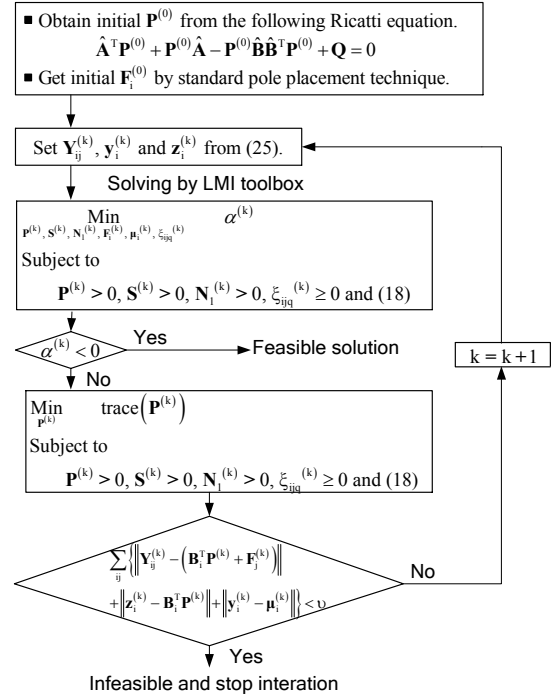 ▪ Obtain initial P^(0) from the following Ricatti equation.
Â^T P^(0) + P^(0) Â − P^(0) B̂B̂^T P^(0) + Q = 0
▪ Get initial F_i^(0) by standard pole placement technique.
Set Y_ij^(k), y_i^(k) and z_i^(k) from (25).
Solving by LMI toolbox
Min α^(k)
P^(k), S^(k), N_1^(k), F_i^(k), μ_i^(k), ξ_ijq^(k)
Subject to
P^(k) > 0, S^(k) > 0, N_1^(k) > 0, ξ_ijq^(k) ≥ 0 and (18)
α^(k) < 0
Yes
Feasible solution
k = k+1
No
Min trace(P^(k))
P^(k)
Subject to
P^(k) > 0, S^(k) > 0, N_1^(k) > 0, ξ_ijq^(k) ≥ 0 and (18)
∑_ij {‖Y_ij^(k) − (B_i^T P^(k) + F_j^(k))‖
+ ‖z_i^(k) − B_i^T P^(k)‖ + ‖y_i^(k) − μ_i^(k)‖} < υ
No
Yes
Infeasible and stop interation